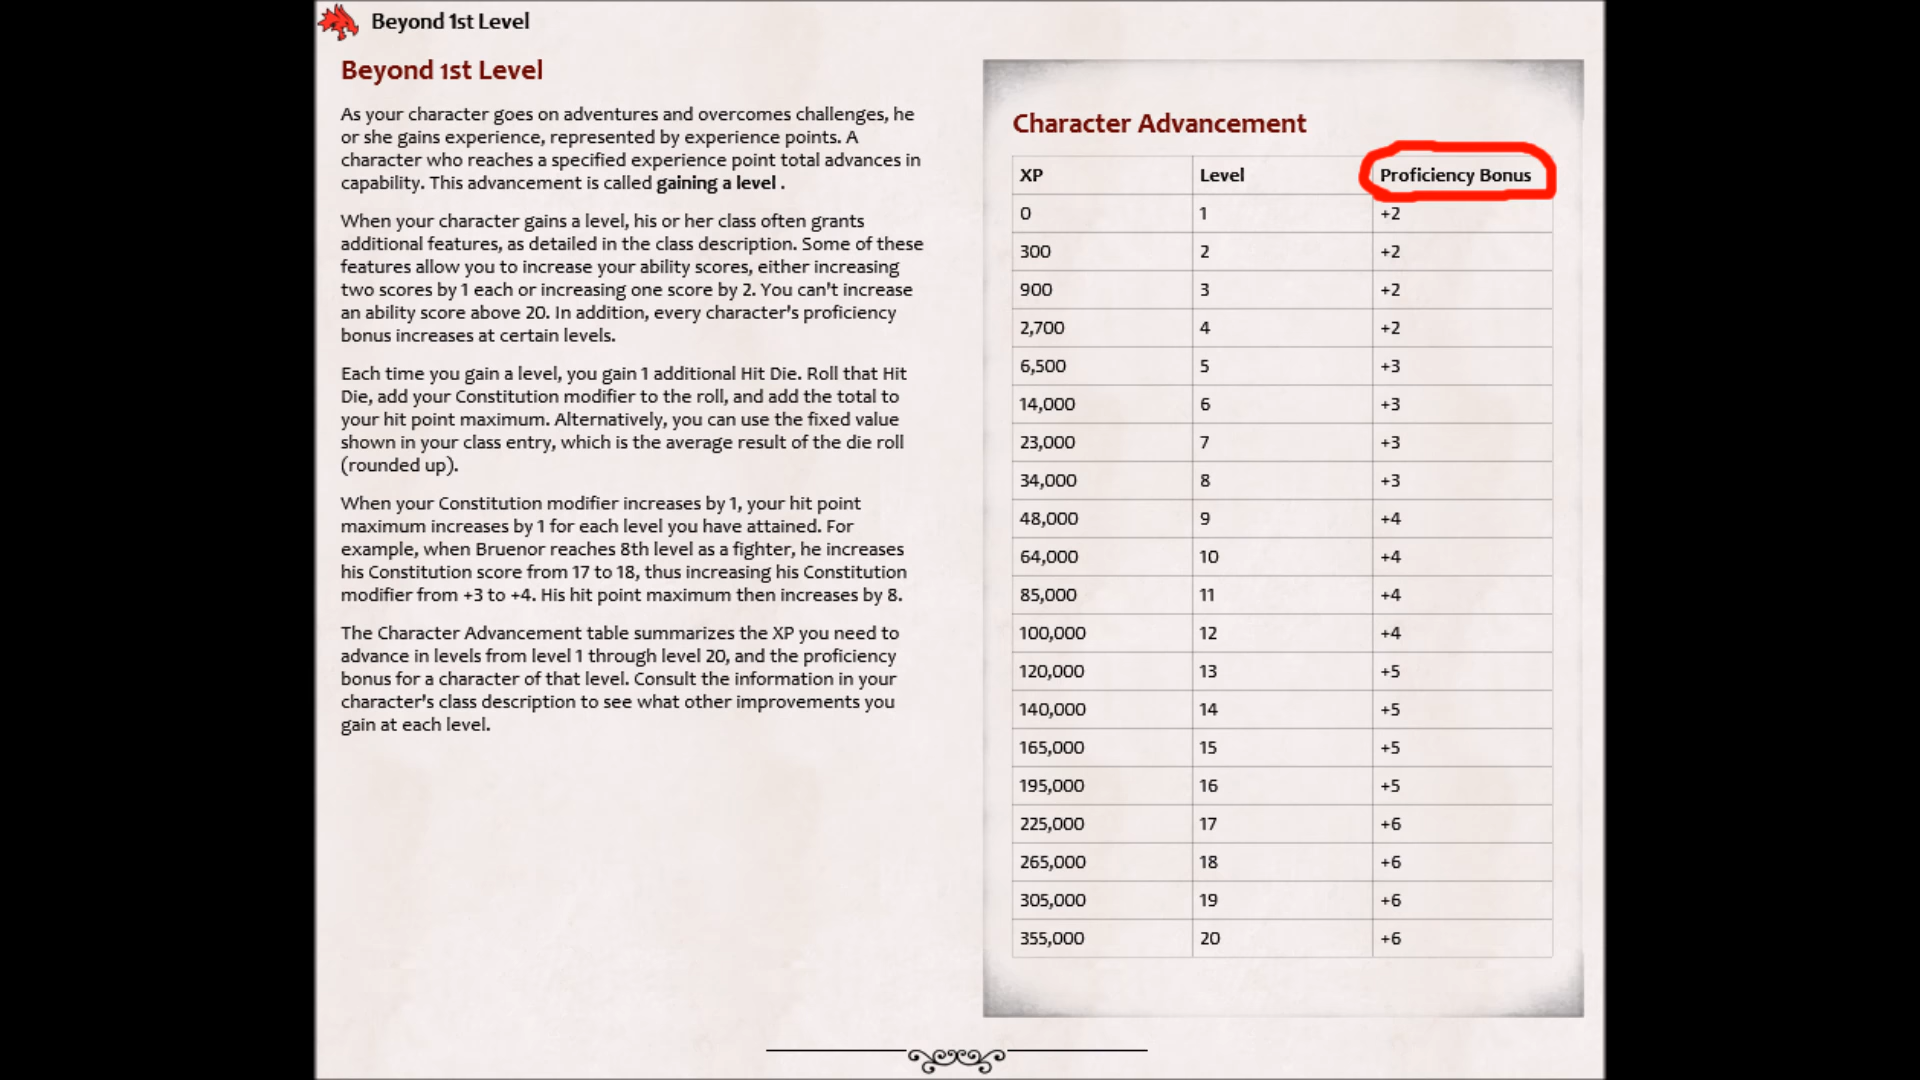 Beyond 1st Level
Beyond 1st Level
As your character goes on adventures and overcomes challenges, he
or she gains experience, represented by experience points. A
character who reaches a specified experience point total advances in
capability. This advancement is called gaining a level .
When your character gains a level, his or her class often grants
additional features, as detailed in the class description. Some of these
features allow you to increase your ability scores, either increasing
two scores by 1 each or increasing one score by 2. You can't increase
an ability score above 20. In addition, every character's proficiency
bonus increases at certain levels.
Each time you gain a level, you gain 1 additional Hit Die. Roll that Hit
Die, add your Constitution modifier to the roll, and add the total to
your hit point maximum. Alternatively, you can use the fixed value
shown in your class entry, which is the average result of the die roll
(rounded up).
When your Constitution modifier increases by 1, your hit point
maximum increases by 1 for each level you have attained. For
example, when Bruenor reaches 8th level as a fighter, he increases
his Constitution score from 17 to 18, thus increasing his Constitution
modifier from +3 to +4. His hit point maximum then increases by 8.
The Character Advancement table summarizes the XP you need to
advance in levels from level 1 through level 20, and the proficiency
bonus for a character of that level. Consult the information in your
character's class description to see what other improvements you
gain at each level.
Character Advancement
XP Level Proficiency Bonus
0 1 +2
300 2 +2
900 3 +2
2,700 4 +2
6,500 5 +3
14,000 6 +3
23,000 7 +3
34,000 8 +3
48,000 9 +4
64,000 10 +4
85,000 11 +4
100,000 12 +4
120,000 13 +5
140,000 14 +5
165,000 15 +5
195,000 16 +5
225,000 17 +6
265,000 18 +6
305,000 19 +6
355,000 20 +6